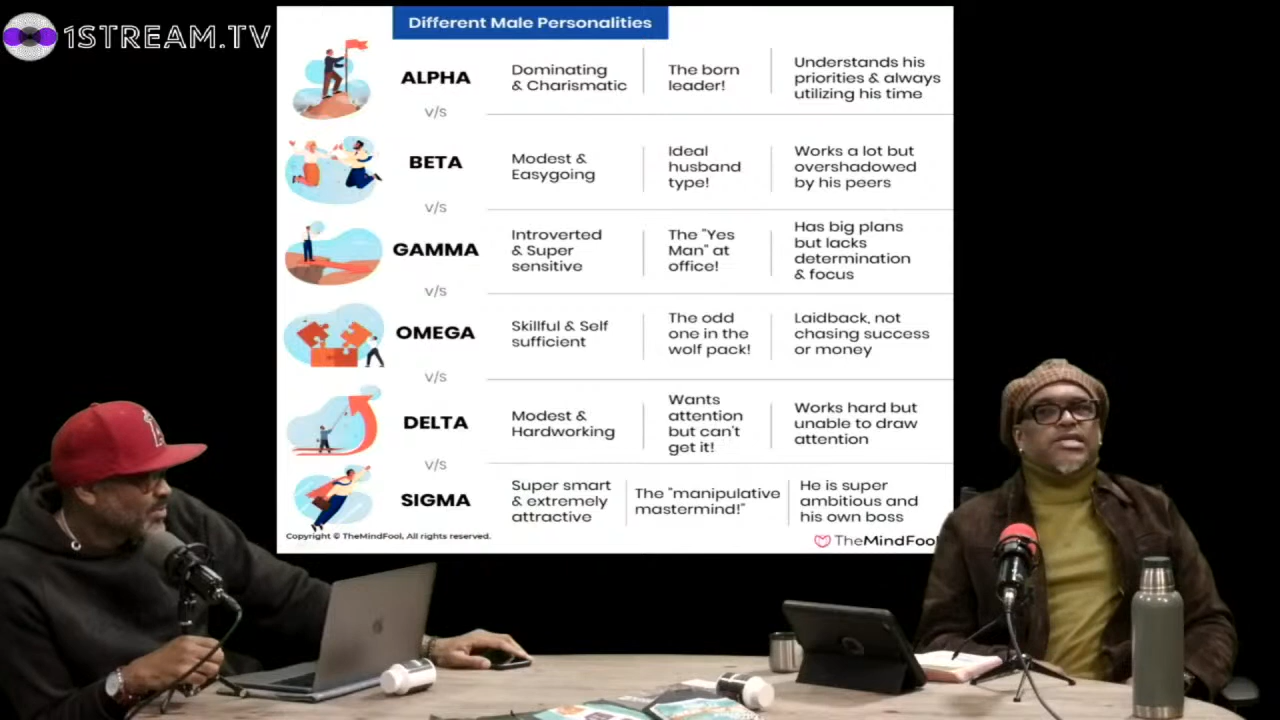 1STREAM.TV
Different Male Personalities
ALPHA
Dominating
& Charismatic
The born
leader!
Understands his
priorities & always
utilizing his time
v/s
BETA
Modest &
Easygoing
Ideal
husband
type!
Works a lot but
overshadowed
by his peers
v/s
GAMMA
Introverted
& Super
sensitive
The "Yes
Man" at
office!
Has big plans
but lacks
determination
& focus
v/s
OMEGA
Skillful & Self
sufficient
The odd
one in the
wolf pack!
Laidback, not
chasing success
or money
v/s
DELTA
Modest &
Hardworking
Wants
attention
but can't
get it!
Works hard but
unable to draw
attention
v/s
SIGMA
Super smart
& extremely
attractive
The "manipulative
mastermind!"
He is super
ambitious and
his own boss
Copyright © TheMindFool, All rights reserved.
TheMindFool
A